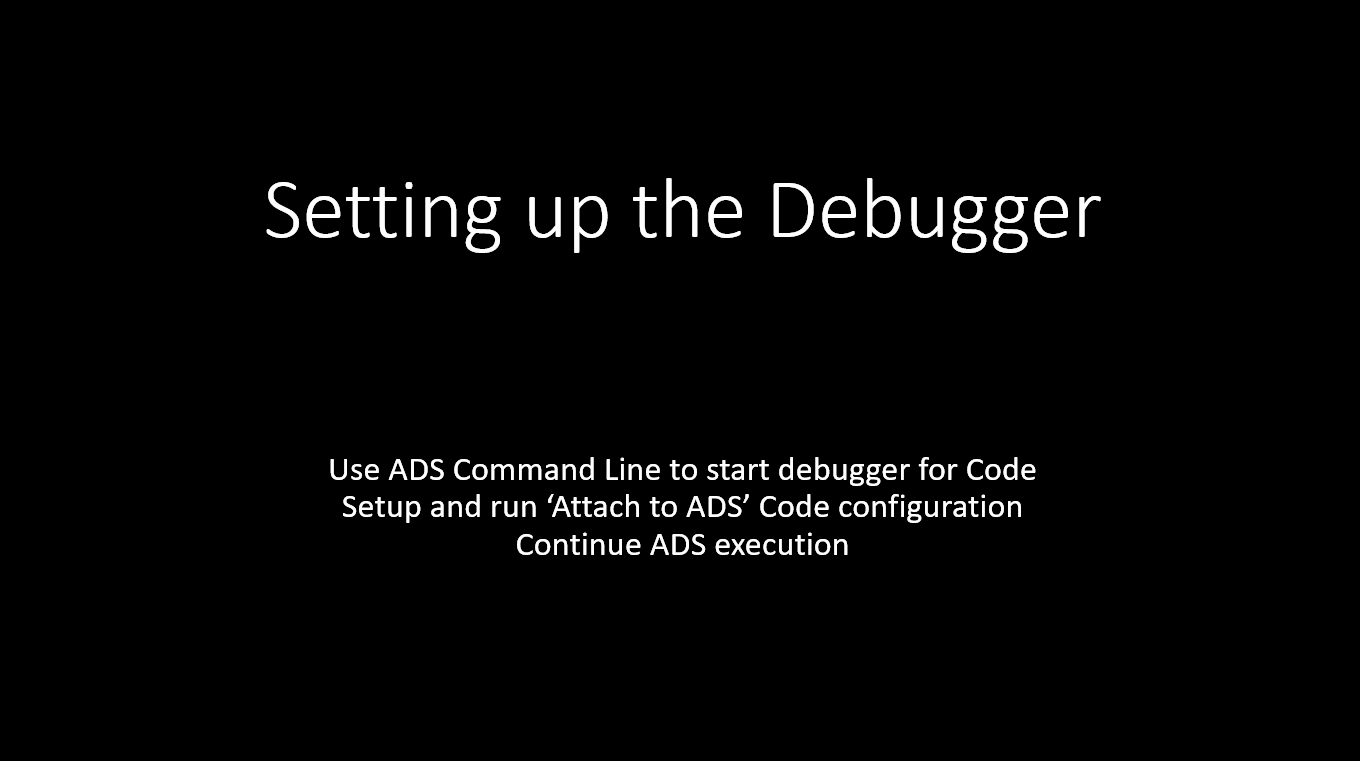 Setting up the Debugger
Use ADS Command Line to start debugger for Code
Setup and run ‘Attach to ADS’ Code configuration
Continue ADS execution